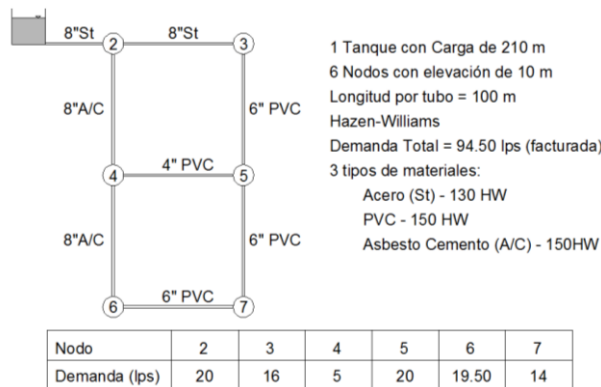 8"St
8"St
2
3
8"A/C
6" PVC
4" PVC
4
5
8"A/C
6" PVC
6" PVC
6
7
1 Tanque con Carga de 210 m
6 Nodos con elevación de 10 m
Longitud por tubo = 100 m
Hazen-Williams
Demanda Total = 94.50 lps (facturada)
3 tipos de materiales:
Acero (St) - 130 HW
PVC - 150 HW
Asbesto Cemento (A/C) - 150HW
Nodo 2 3 4 5 6 7
Demanda (lps) 20 16 5 20 19.50 14